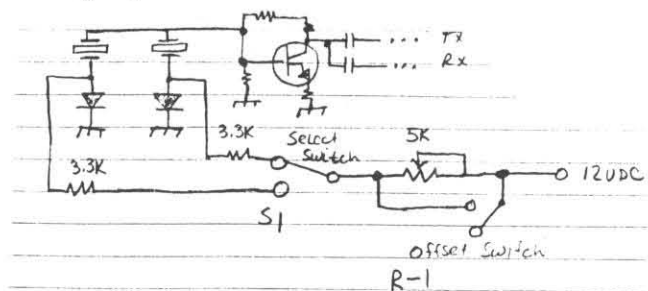 ... Tx
... Rx
3.3K
Select
Switch
5K
3.3K
12VDC
S1
Offset Switch
R-1